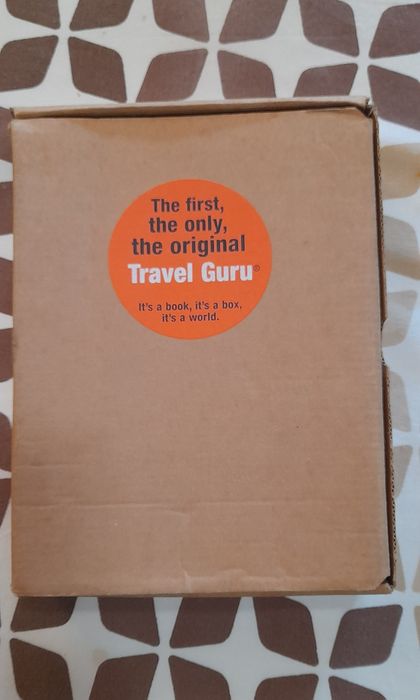 The first,
the only,
the original
Travel Guru®
It's a book, it's a box,
it's a world.